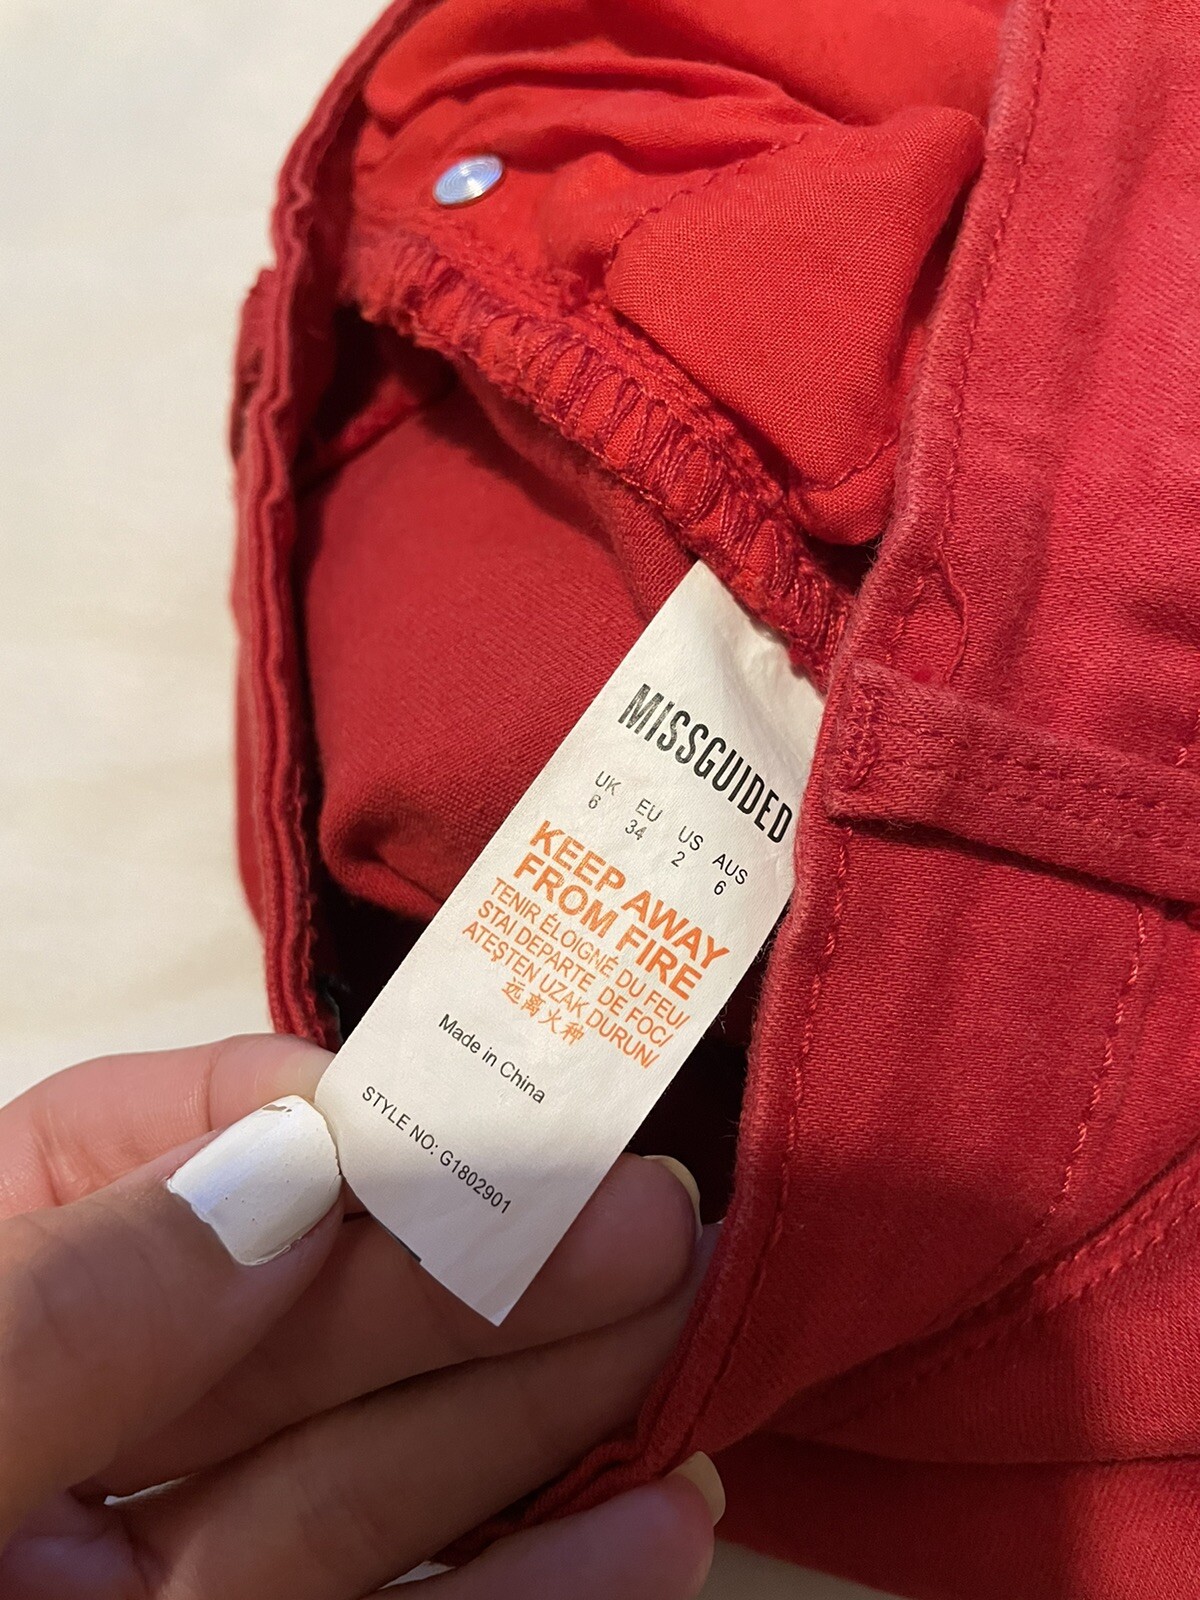 MISSGUIDED
UK EU US AUS
6 34 2 6
KEEP AWAY
FROM FIRE
TENIR ÉLOIGNÉ DU FEU/
STAI DEPARTE DE FOC/
ATEŞTEN UZAK DURUN/
远离火种
Made in China
STYLE NO: G1802901